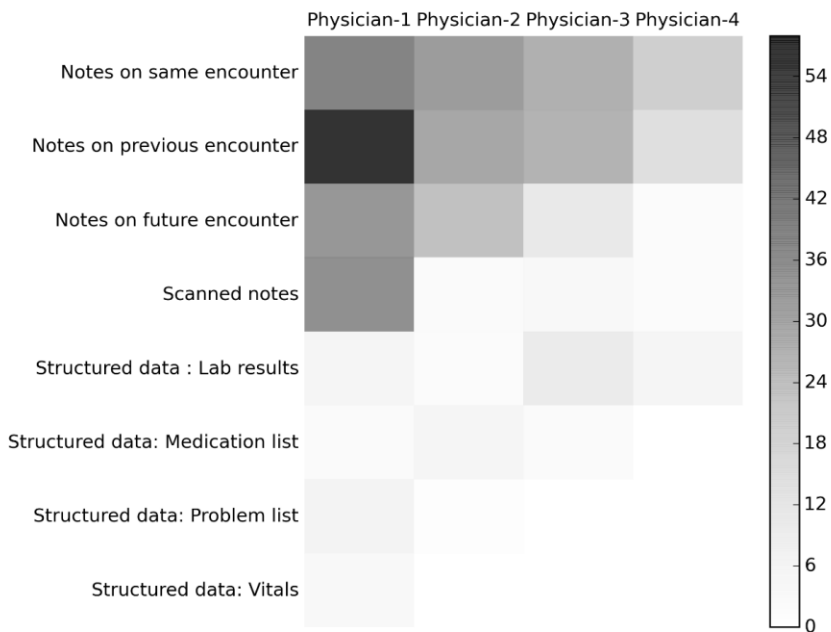 Physician-1 Physician-2 Physician-3 Physician-4
Notes on same encounter
Notes on previous encounter
Notes on future encounter
Scanned notes
Structured data : Lab results
Structured data: Medication list
Structured data: Problem list
Structured data: Vitals
54
48
42
36
30
24
18
12
6
0